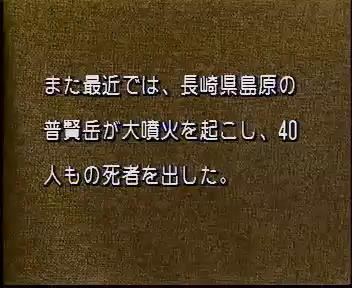 また最近では、長崎県島原の
普賢岳が大噴火を起こし、40
人もの死者を出した。